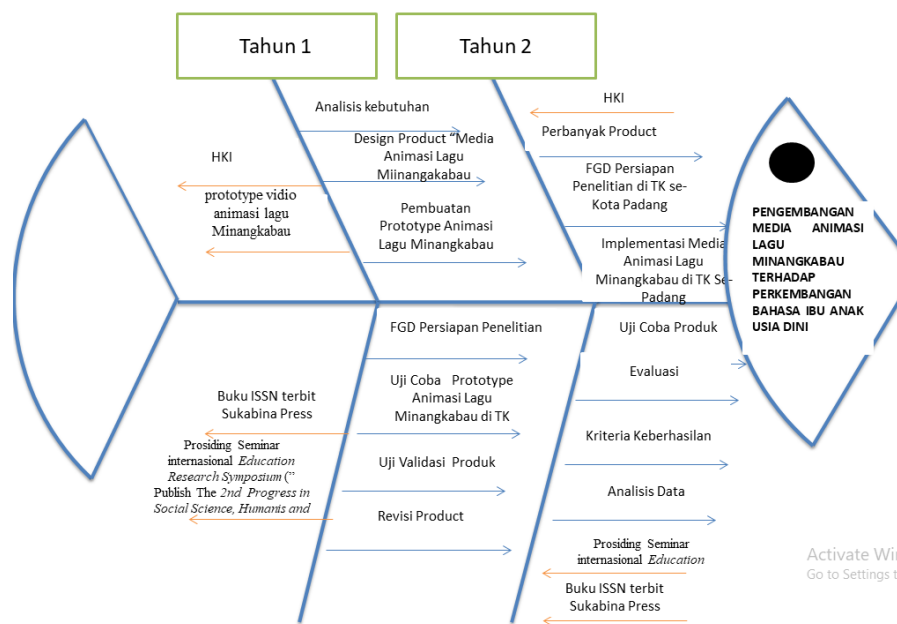 Tahun 1
Tahun 2
Analisis kebutuhan
Design Product “Media
Animasi Lagu
Miinangakabau
Pembuatan
Prototype Animasi
Lagu Minangkabau
HKI
prototype vidio
animasi lagu
Minangkabau
HKI
Perbanyak Product
FGD Persiapan
Penelitian di TK se-
Kota Padang
Implementasi Media
Animasi Lagu
Minangkabau di TK Se-
Padang
PENGEMBANGAN
MEDIA ANIMASI
LAGU
MINANGKABAU
TERHADAP
PERKEMBANGAN
BAHASA IBU ANAK
USIA DINI
FGD Persiapan Penelitian
Uji Coba Prototype
Animasi Lagu
Minangkabau di TK
Uji Validasi Produk
Revisi Product
Buku ISSN terbit
Sukabina Press
Prosiding Seminar
internasional Education
Research Symposium (”
Publish The 2nd Progress in
Social Science, Humanis and
Uji Coba Produk
Evaluasi
Kriteria Keberhasilan
Analisis Data
Prosiding Seminar
internasional Education
Buku ISSN terbit
Sukabina Press
Activate Wi
Go to Settings t